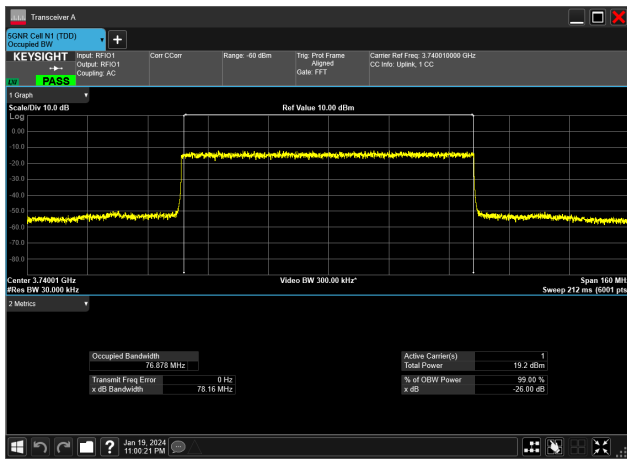 Transceiver A
5GNR Cell N1 (TDD)
Occupied BW
KEYSIGHT
LXI
PASS
Input: RFIO1
Output: RFIO1
Coupling: AC
Corr CCorr
Range: -60 dBm
Trig: Prot Frame
Aligned
Gate: FFT
Carrier Ref Freq: 3.740010000 GHz
CC Info: Uplink, 1 CC
1 Graph
Scale/Div 10.0 dB
Ref Value 10.00 dBm
Log
0.00
-10.0
-20.0
-30.0
-40.0
-50.0
-60.0
-70.0
-80.0
Center 3.74001 GHz
Video BW 300.00 kHz*
Span 160 MH
#Res BW 30.000 kHz
Sweep 212 ms (6001 pts
2 Metrics
Occupied Bandwidth
76.878 MHz
Transmit Freq Error 0 Hz
x dB Bandwidth 78.16 MHz
Active Carrier(s) 1
Total Power 19.2 dBm
% of OBW Power 99.00 %
x dB -26.00 dB
?
Jan 19, 2024
11:00:21 PM